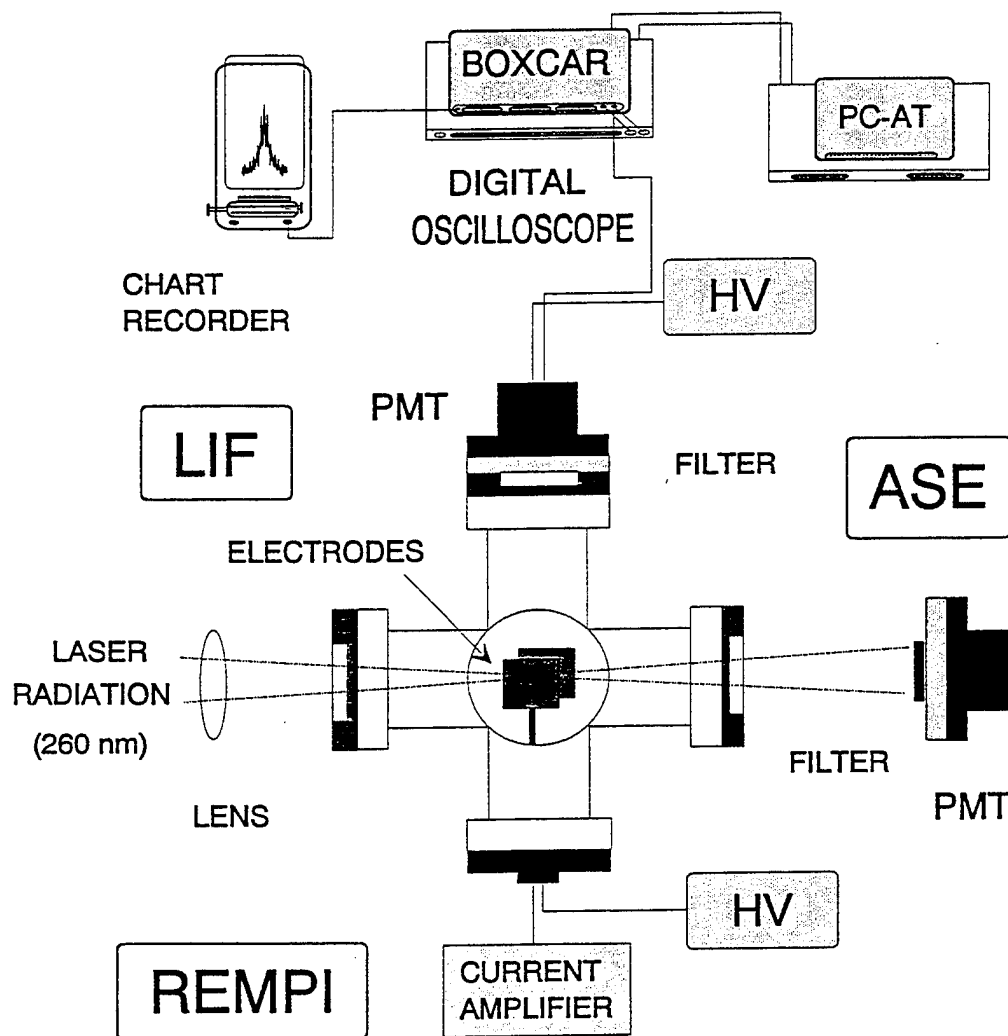 BOXCAR
PC-AT
DIGITAL
OSCILLOSCOPE
CHART
RECORDER
HV
PMT
LIF
FILTER
ASE
ELECTRODES
LASER
RADIATION
(260 nm)
LENS
FILTER
PMT
HV
REMPI
CURRENT
AMPLIFIER